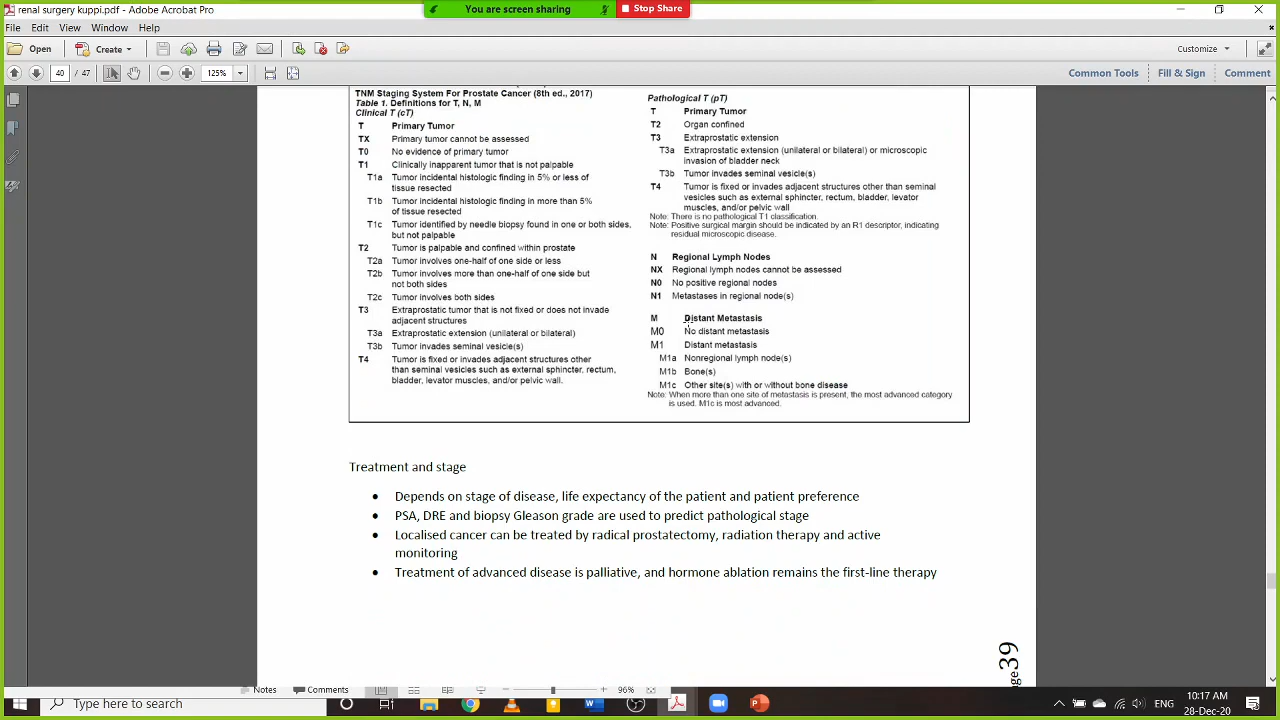 renal surgery kuppi.pdf - Adobe Acrobat Pro
You are screen sharing
Stop Share
File Edit View Window Help
Open
Create
Customize
40 / 47
125%
Common Tools
Fill & Sign
Comment
TNM Staging System For Prostate Cancer (8th ed., 2017)
Table 1. Definitions for T, N, M
Clinical T (cT)
T Primary Tumor
TX Primary tumor cannot be assessed
T0 No evidence of primary tumor
T1 Clinically inapparent tumor that is not palpable
T1a Tumor incidental histologic finding in 5% or less of
tissue resected
T1b Tumor incidental histologic finding in more than 5%
of tissue resected
T1c Tumor identified by needle biopsy found in one or both sides,
but not palpable
T2 Tumor is palpable and confined within prostate
T2a Tumor involves one-half of one side or less
T2b Tumor involves more than one-half of one side but
not both sides
T2c Tumor involves both sides
T3 Extraprostatic tumor that is not fixed or does not invade
adjacent structures
T3a Extraprostatic extension (unilateral or bilateral)
T3b Tumor invades seminal vesicle(s)
T4 Tumor is fixed or invades adjacent structures other
than seminal vesicles such as external sphincter, rectum,
bladder, levator muscles, and/or pelvic wall.
Pathological T (pT)
T Primary Tumor
T2 Organ confined
T3 Extraprostatic extension
T3a Extraprostatic extension (unilateral or bilateral) or microscopic
invasion of bladder neck
T3b Tumor invades seminal vesicle(s)
T4 Tumor is fixed or invades adjacent structures other than seminal
vesicles such as external sphincter, rectum, bladder, levator
muscles, and/or pelvic wall
Note: There is no pathological T1 classification.
Note: Positive surgical margin should be indicated by an R1 descriptor, indicating
residual microscopic disease.
N Regional Lymph Nodes
NX Regional lymph nodes cannot be assessed
N0 No positive regional nodes
N1 Metastases in regional node(s)
M Distant Metastasis
M0 No distant metastasis
M1 Distant metastasis
M1a Nonregional lymph node(s)
M1b Bone(s)
M1c Other site(s) with or without bone disease
Note: When more than one site of metastasis is present, the most advanced category
is used. M1c is most advanced.
Treatment and stage
• Depends on stage of disease, life expectancy of the patient and patient preference
• PSA, DRE and biopsy Gleason grade are used to predict pathological stage
• Localised cancer can be treated by radical prostatectomy, radiation therapy and active
monitoring
• Treatment of advanced disease is palliative, and hormone ablation remains the first-line therapy
39
Notes
Comments
96%
Type here to search
ENG
10:17 AM
28-Dec-20